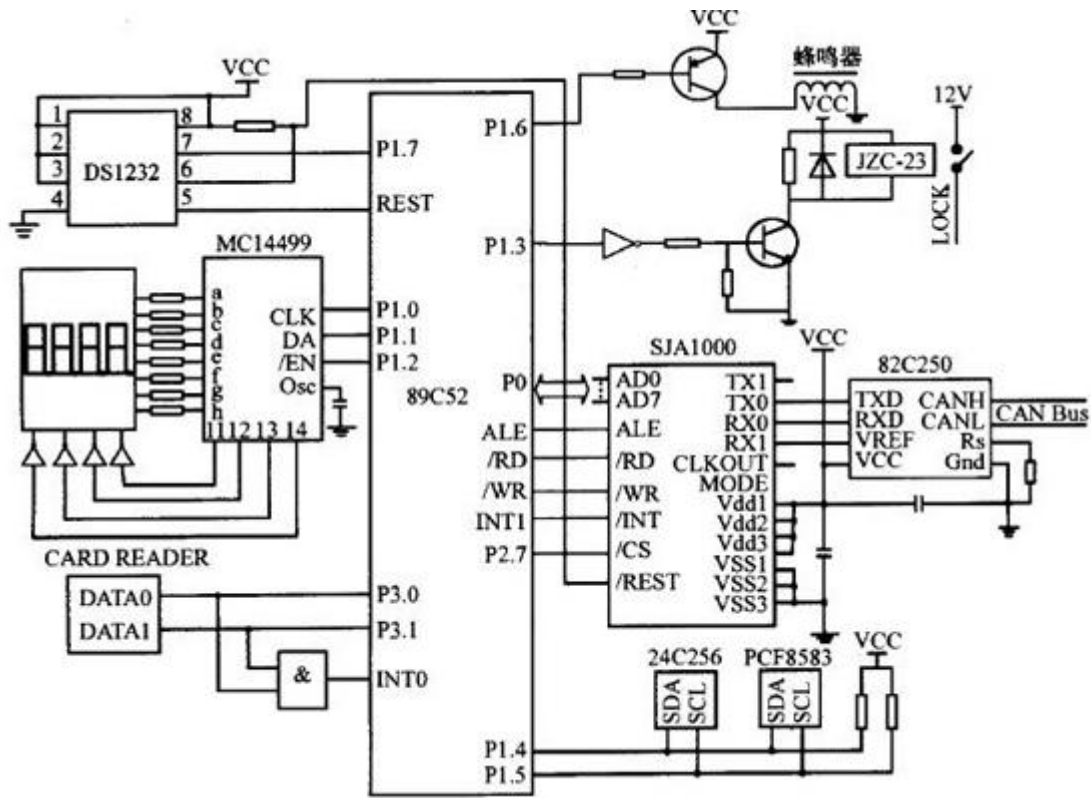 VCC
蜂鸣器
VCC
VCC
12V
1
2
3
4
DS1232
8
7
6
5
P1.7
REST
P1.6
JZC-23
LOCK
P1.3
MC14499
a
b
c
d
e
f
g
h
CLK
DA
/EN
Osc
11 12 13 14
P1.0
P1.1
P1.2
89C52
P0
ALE
/RD
/WR
INT1
P2.7
SJA1000
AD0
AD7
ALE
/RD
/WR
/INT
/CS
/REST
TX1
TX0
RX0
RX1
CLKOUT
MODE
Vdd1
Vdd2
Vdd3
VSS1
VSS2
VSS3
VCC
82C250
TXD
RXD
VREF
VCC
CANH
CANL
Rs
Gnd
CAN Bus
CARD READER
DATA0
DATA1
&
P3.0
P3.1
INT0
24C256
SDA
SCL
PCF8583
SDA
SCL
VCC
P1.4
P1.5